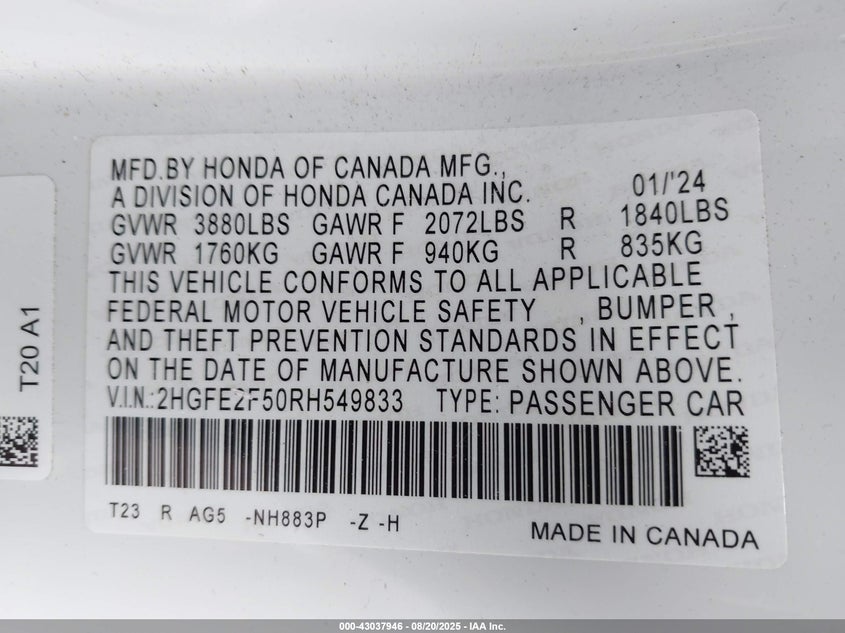 MFD.BY HONDA OF CANADA MFG.,
A DIVISION OF HONDA CANADA INC. 01/'24
GVWR 3880LBS GAWR F 2072LBS R 1840LBS
GVWR 1760KG GAWR F 940KG R 835KG
THIS VEHICLE CONFORMS TO ALL APPLICABLE
FEDERAL MOTOR VEHICLE SAFETY , BUMPER ,
AND THEFT PREVENTION STANDARDS IN EFFECT
ON THE DATE OF MANUFACTURE SHOWN ABOVE.
V.I.N.:2HGFE2F50RH549833 TYPE: PASSENGER CAR
T23 R AG5 -NH883P -Z -H
MADE IN CANADA
T20 A1
000-43037946 - 08/20/2025 - IAA Inc.